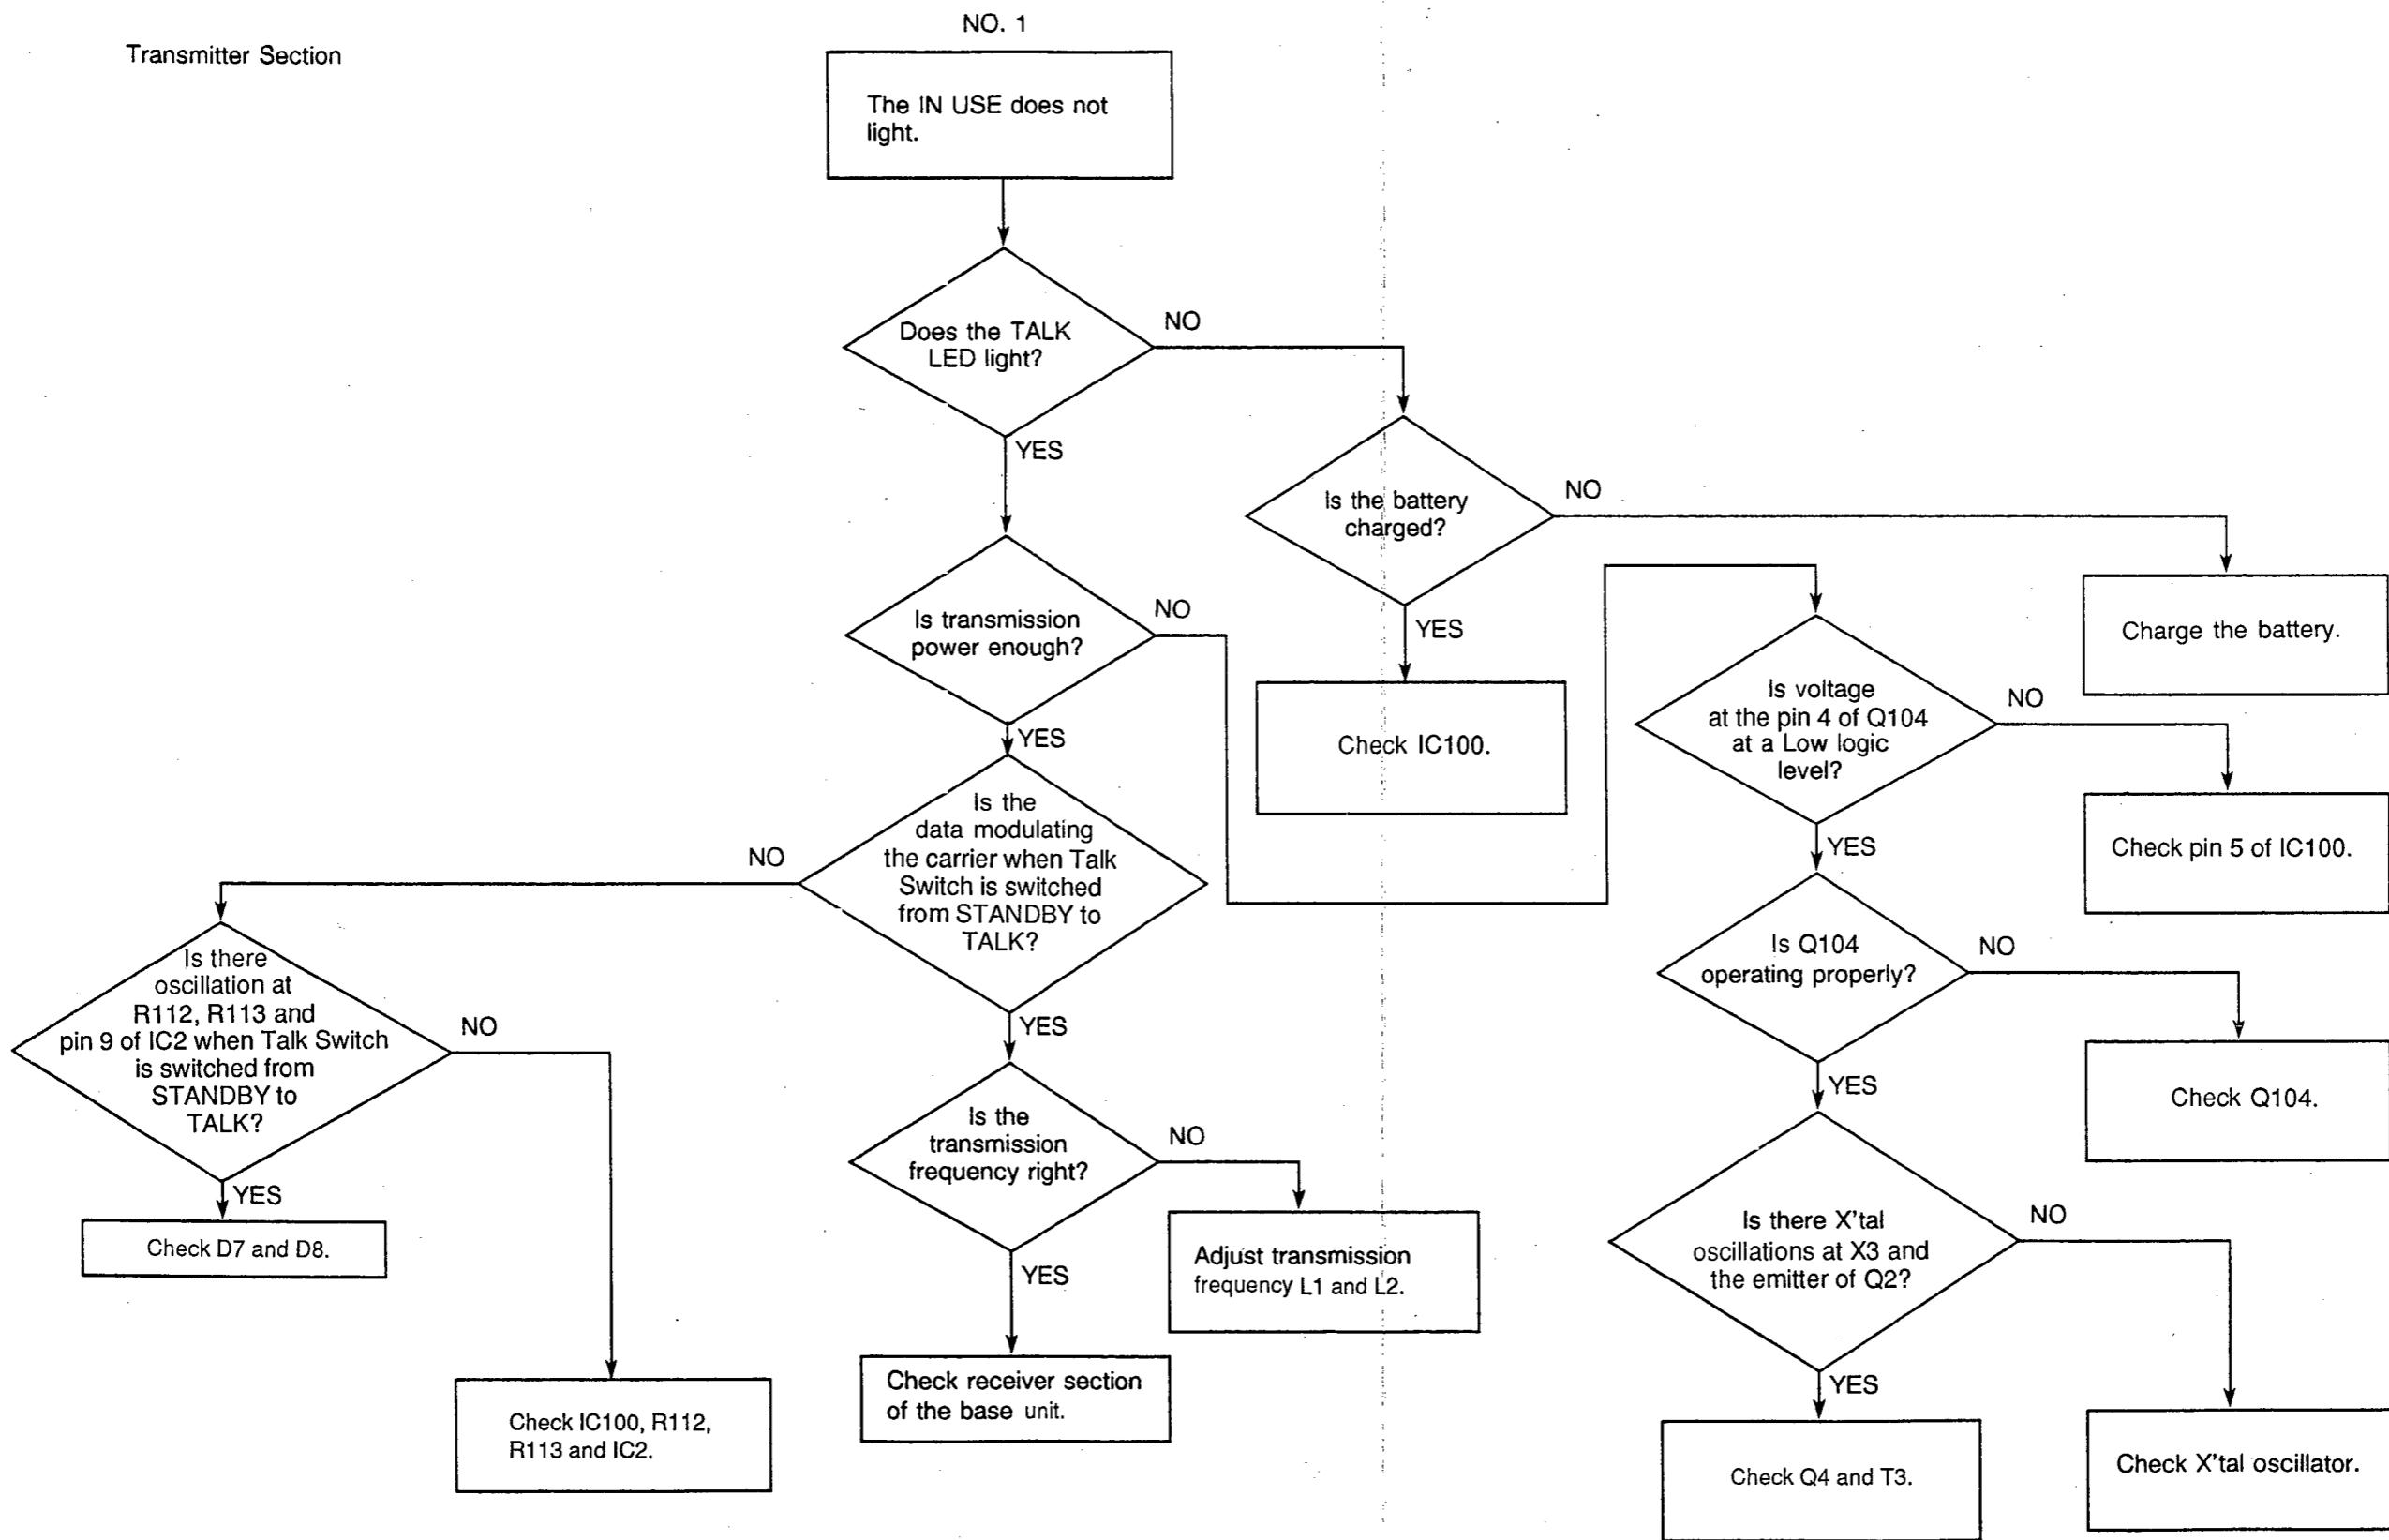 NO. 1
Transmitter Section
The IN USE does not
light.
Does the TALK
LED light?
NO
YES
Is the battery
charged?
NO
YES
Charge the battery.
Check IC100.
Is transmission
power enough?
NO
YES
Is voltage
at the pin 4 of Q104
at a Low logic
level?
NO
YES
Check pin 5 of IC100.
Is the
data modulating
the carrier when Talk
Switch is switched
from STANDBY to
TALK?
NO
YES
Is Q104
operating properly?
NO
YES
Check Q104.
Is there
oscillation at
R112, R113 and
pin 9 of IC2 when Talk Switch
is switched from
STANDBY to
TALK?
NO
YES
Check D7 and D8.
Check IC100, R112,
R113 and IC2.
Is the
transmission
frequency right?
NO
YES
Adjust transmission
frequency L1 and L2.
Check receiver section
of the base unit.
Is there X'tal
oscillations at X3 and
the emitter of Q2?
NO
YES
Check Q4 and T3.
Check X'tal oscillator.